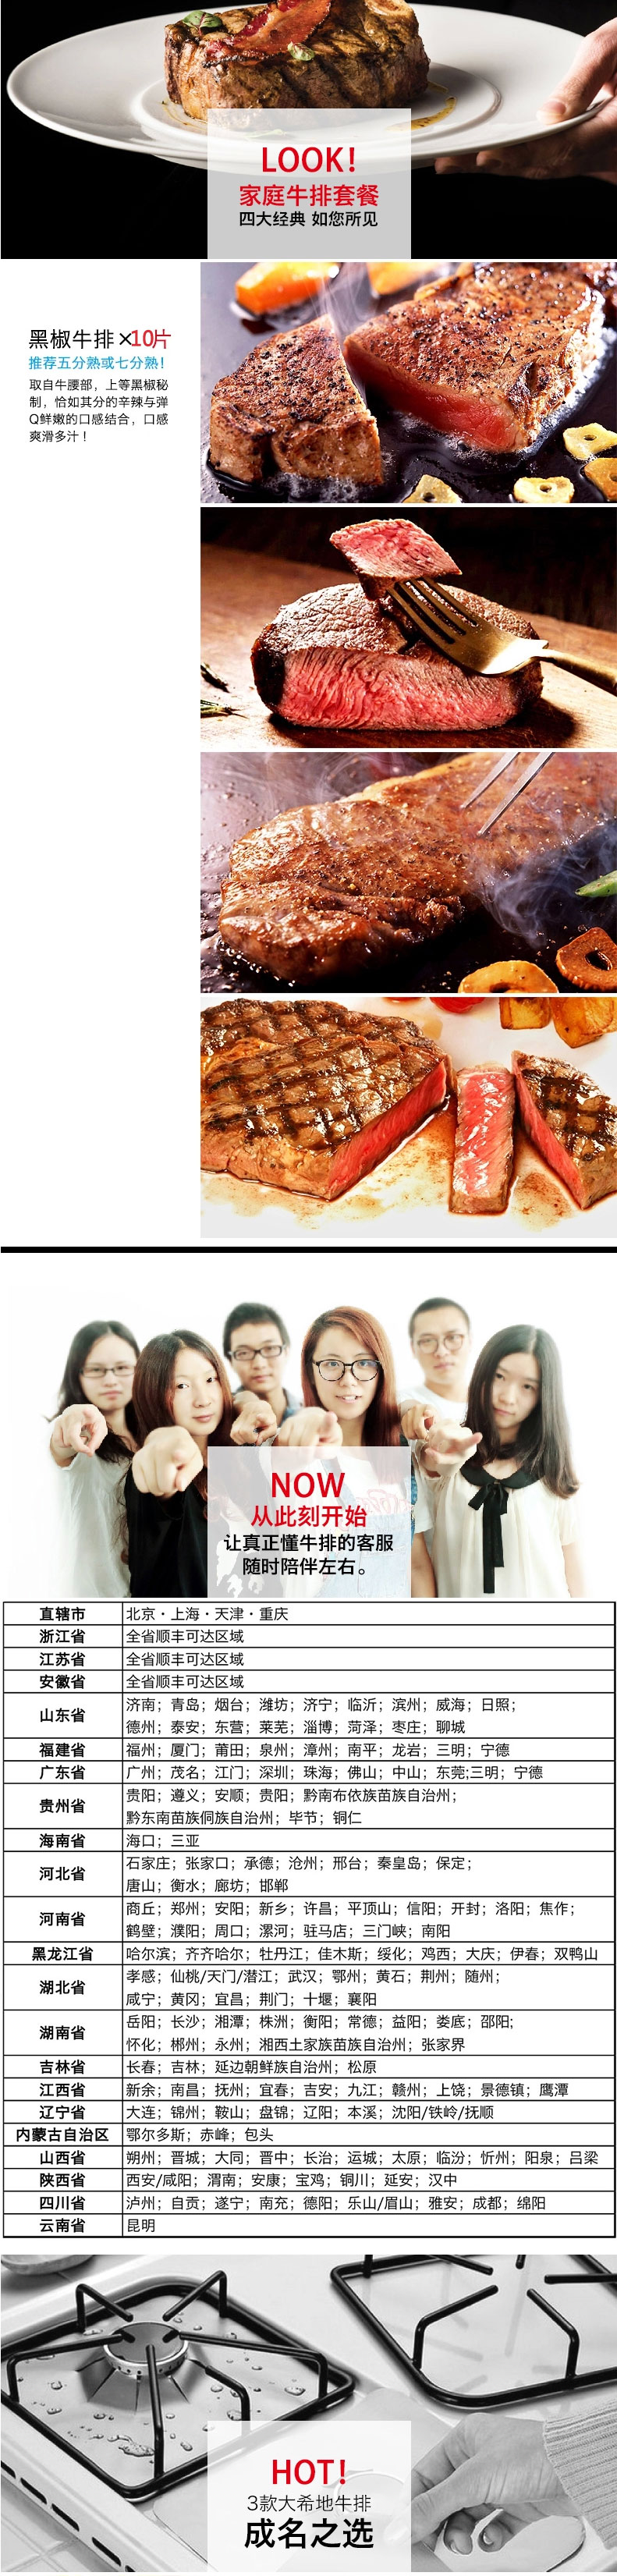 LOOK!
家庭牛排套餐
四大经典 如您所见
黑椒牛排×10片
推荐五分熟或七分熟!
取自牛腰部，上等黑椒秘
制，恰如其分的辛辣与弹
Q鲜嫩的口感结合，口感
爽滑多汁！
NOW
从此刻开始
让真正懂牛排的客服
随时陪伴左右。
直辖市 北京·上海·天津·重庆
浙江省 全省顺丰可达区域
江苏省 全省顺丰可达区域
安徽省 全省顺丰可达区域
山东省 济南；青岛；烟台；潍坊；济宁；临沂；滨州；威海；日照；
德州；泰安；东营；莱芜；淄博；菏泽；枣庄；聊城
福建省 福州；厦门；莆田；泉州；漳州；南平；龙岩；三明；宁德
广东省 广州；茂名；江门；深圳；珠海；佛山；中山；东莞;三明；宁德
贵州省 贵阳；遵义；安顺；贵阳；黔南布依族苗族自治州；
黔东南苗族侗族自治州；毕节；铜仁
海南省 海口；三亚
河北省 石家庄；张家口；承德；沧州；邢台；秦皇岛；保定；
唐山；衡水；廊坊；邯郸
河南省 商丘；郑州；安阳；新乡；许昌；平顶山；信阳；开封；洛阳；焦作；
鹤壁；濮阳；周口；漯河；驻马店；三门峡；南阳
黑龙江省 哈尔滨；齐齐哈尔；牡丹江；佳木斯；绥化；鸡西；大庆；伊春；双鸭山
湖北省 孝感；仙桃/天门/潜江；武汉；鄂州；黄石；荆州；随州；
咸宁；黄冈；宜昌；荆门；十堰；襄阳
湖南省 岳阳；长沙；湘潭；株洲；衡阳；常德；益阳；娄底；邵阳;
怀化；郴州；永州；湘西土家族苗族自治州；张家界
吉林省 长春；吉林；延边朝鲜族自治州；松原
江西省 新余；南昌；抚州；宜春；吉安；九江；赣州；上饶；景德镇；鹰潭
辽宁省 大连；锦州；鞍山；盘锦；辽阳；本溪；沈阳/铁岭/抚顺
内蒙古自治区 鄂尔多斯；赤峰；包头
山西省 朔州；晋城；大同；晋中；长治；运城；太原；临汾；忻州；阳泉；吕梁
陕西省 西安/咸阳；渭南；安康；宝鸡；铜川；延安；汉中
四川省 泸州；自贡；遂宁；南充；德阳；乐山/眉山；雅安；成都；绵阳
云南省 昆明
HOT!
3款大希地牛排
成名之选